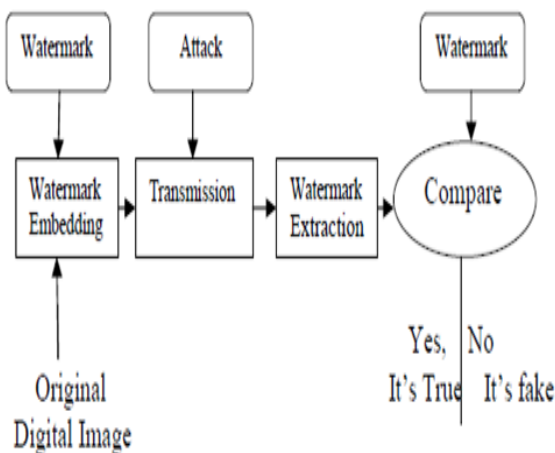 Watermark
Attack
Watermark
Watermark
Embedding
Transmission
Watermark
Extraction
Compare
Yes,
It's True
No
It's fake
Original
Digital Image